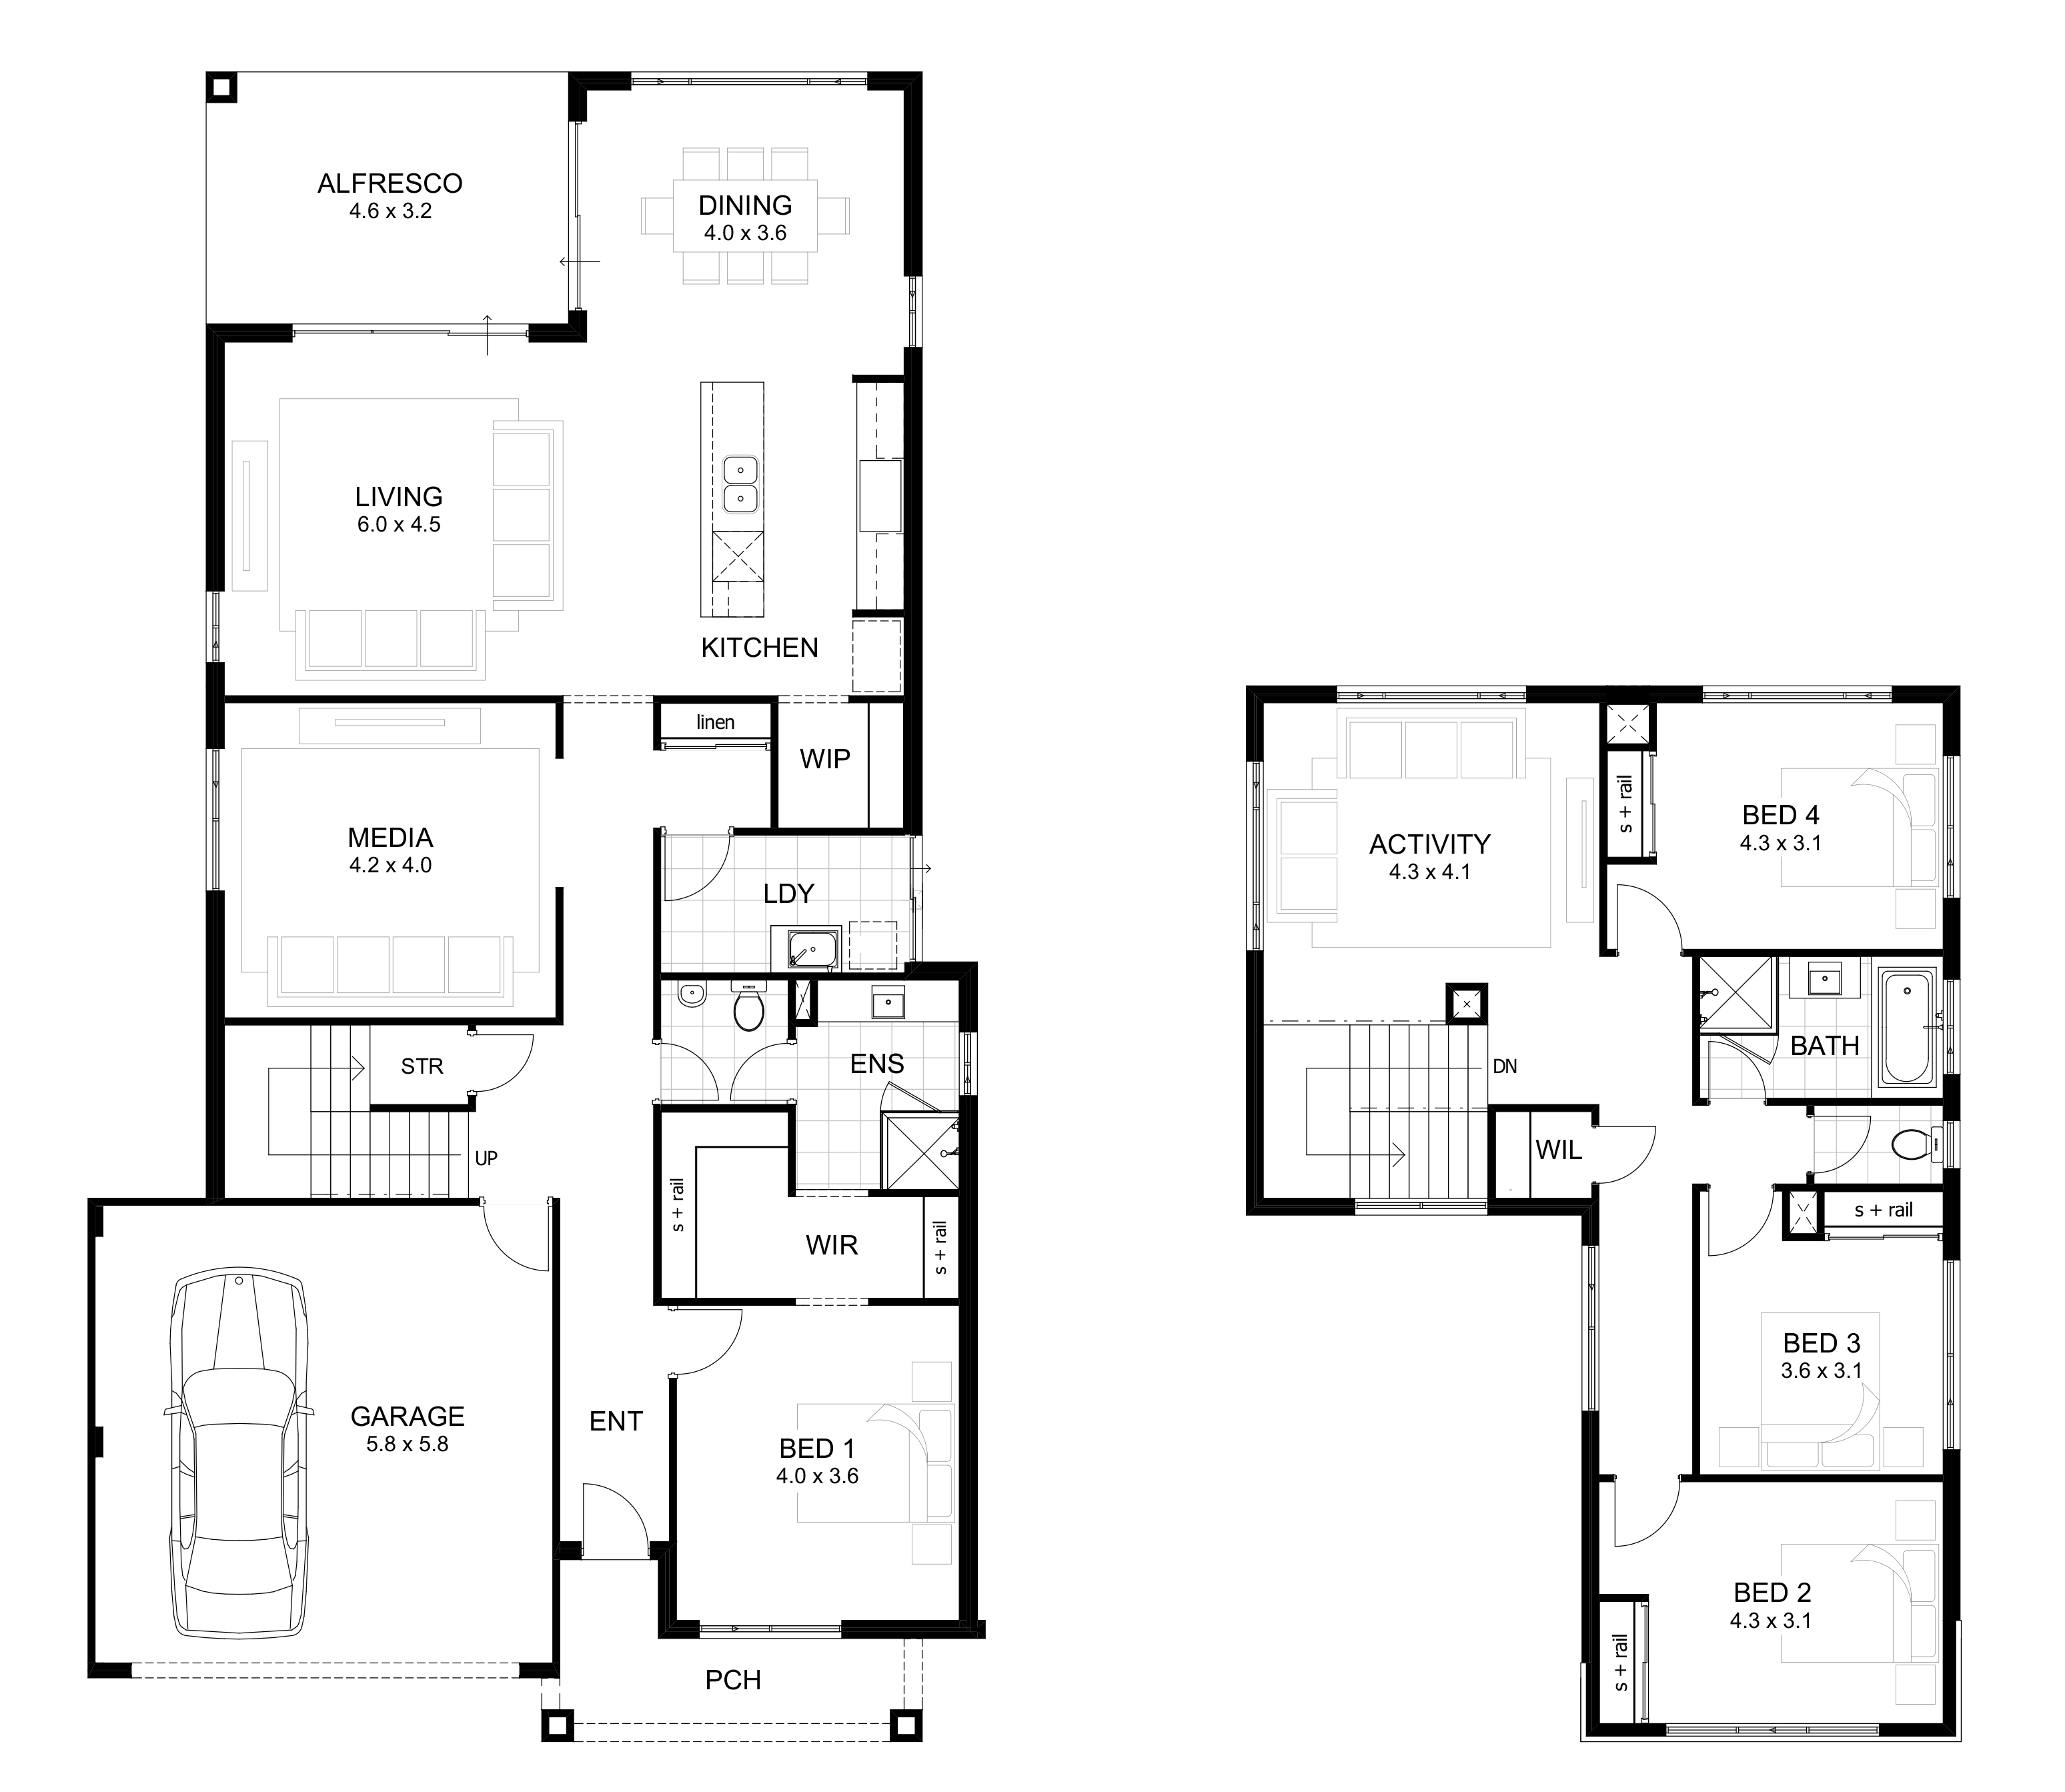 ALFRESCO
4.6 x 3.2
DINING
4.0 x 3.6
LIVING
6.0 x 4.5
KITCHEN
linen
WIP
MEDIA
4.2 x 4.0
LDY
STR
ENS
UP
s + rail
WIR
s + rail
GARAGE
5.8 x 5.8
ENT
BED 1
4.0 x 3.6
PCH
s + rail
BED 4
4.3 x 3.1
ACTIVITY
4.3 x 4.1
BATH
DN
WIL
s + rail
BED 3
3.6 x 3.1
BED 2
4.3 x 3.1
s + rail